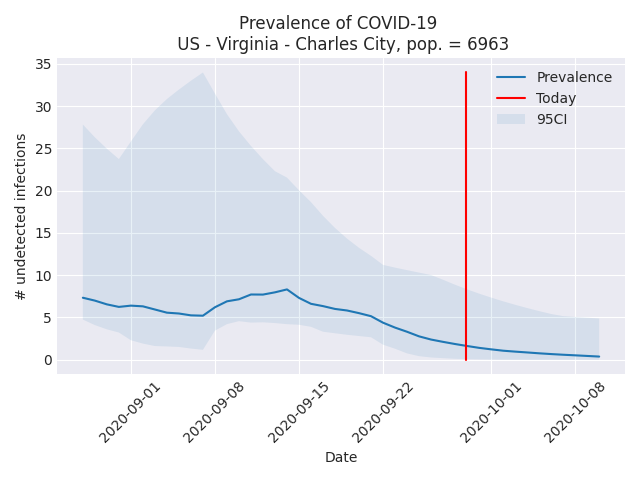 Prevalence of COVID-19
US - Virginia - Charles City, pop. = 6963
# undetected infections
35
30
25
20
15
10
5
0
Prevalence
Today
95CI
2020-09-01
2020-09-08
2020-09-15
2020-09-22
2020-10-01
2020-10-08
Date